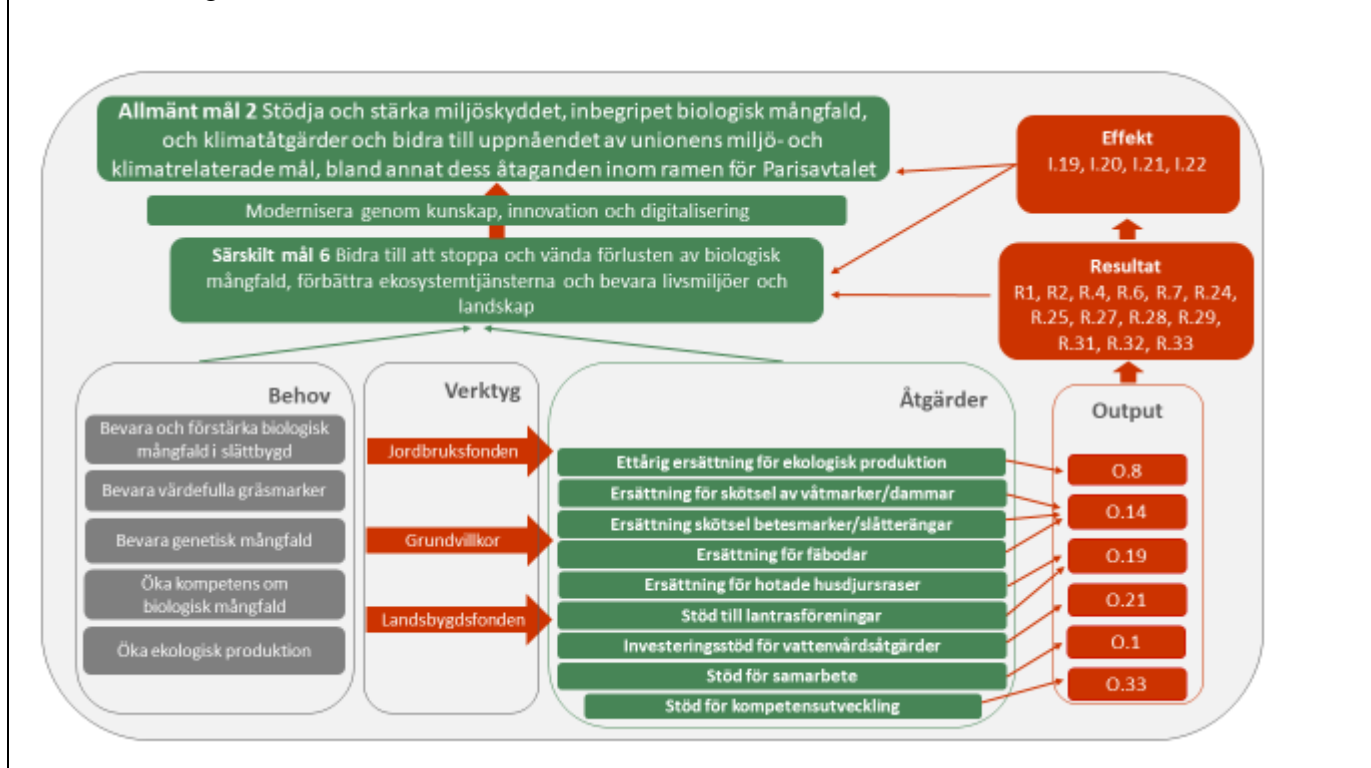 Allmänt mål 2 Stödja och stärka miljöskyddet, inbegripet biologisk mångfald,
och klimatåtgärder och bidra till uppnåendet av unionens miljö- och
klimatrelaterade mål, bland annat dess åtaganden inom ramen för Parisavtalet
Modernisera genom kunskap, innovation och digitalisering
Särskilt mål 6 Bidra till att stoppa och vända förlusten av biologisk
mångfald, förbättra ekosystemtjänsterna och bevara livsmiljöer och
landskap
Effekt
I.19, I.20, I.21, I.22
Resultat
R1, R2, R.4, R.6, R.7, R.24,
R.25, R.27, R.28, R.29,
R.31, R.32, R.33
Behov
Bevara och förstärka biologisk
mångfald i slättbygd
Bevara värdefulla gräsmarker
Bevara genetisk mångfald
Öka kompetens om
biologisk mångfald
Öka ekologisk produktion
Verktyg
Jordbruksfonden
Grundvillkor
Landsbygdsfonden
Åtgärder
Ettårig ersättning för ekologisk produktion
Ersättning för skötsel av våtmarker/dammar
Ersättning skötsel betesmarker/slåtterängar
Ersättning för fäbodar
Ersättning för hotade husdjursraser
Stöd till lantrasföreningar
Investeringsstöd för vattenvårdsåtgärder
Stöd för samarbete
Stöd för kompetensutveckling
Output
O.8
O.14
O.19
O.21
O.1
O.33